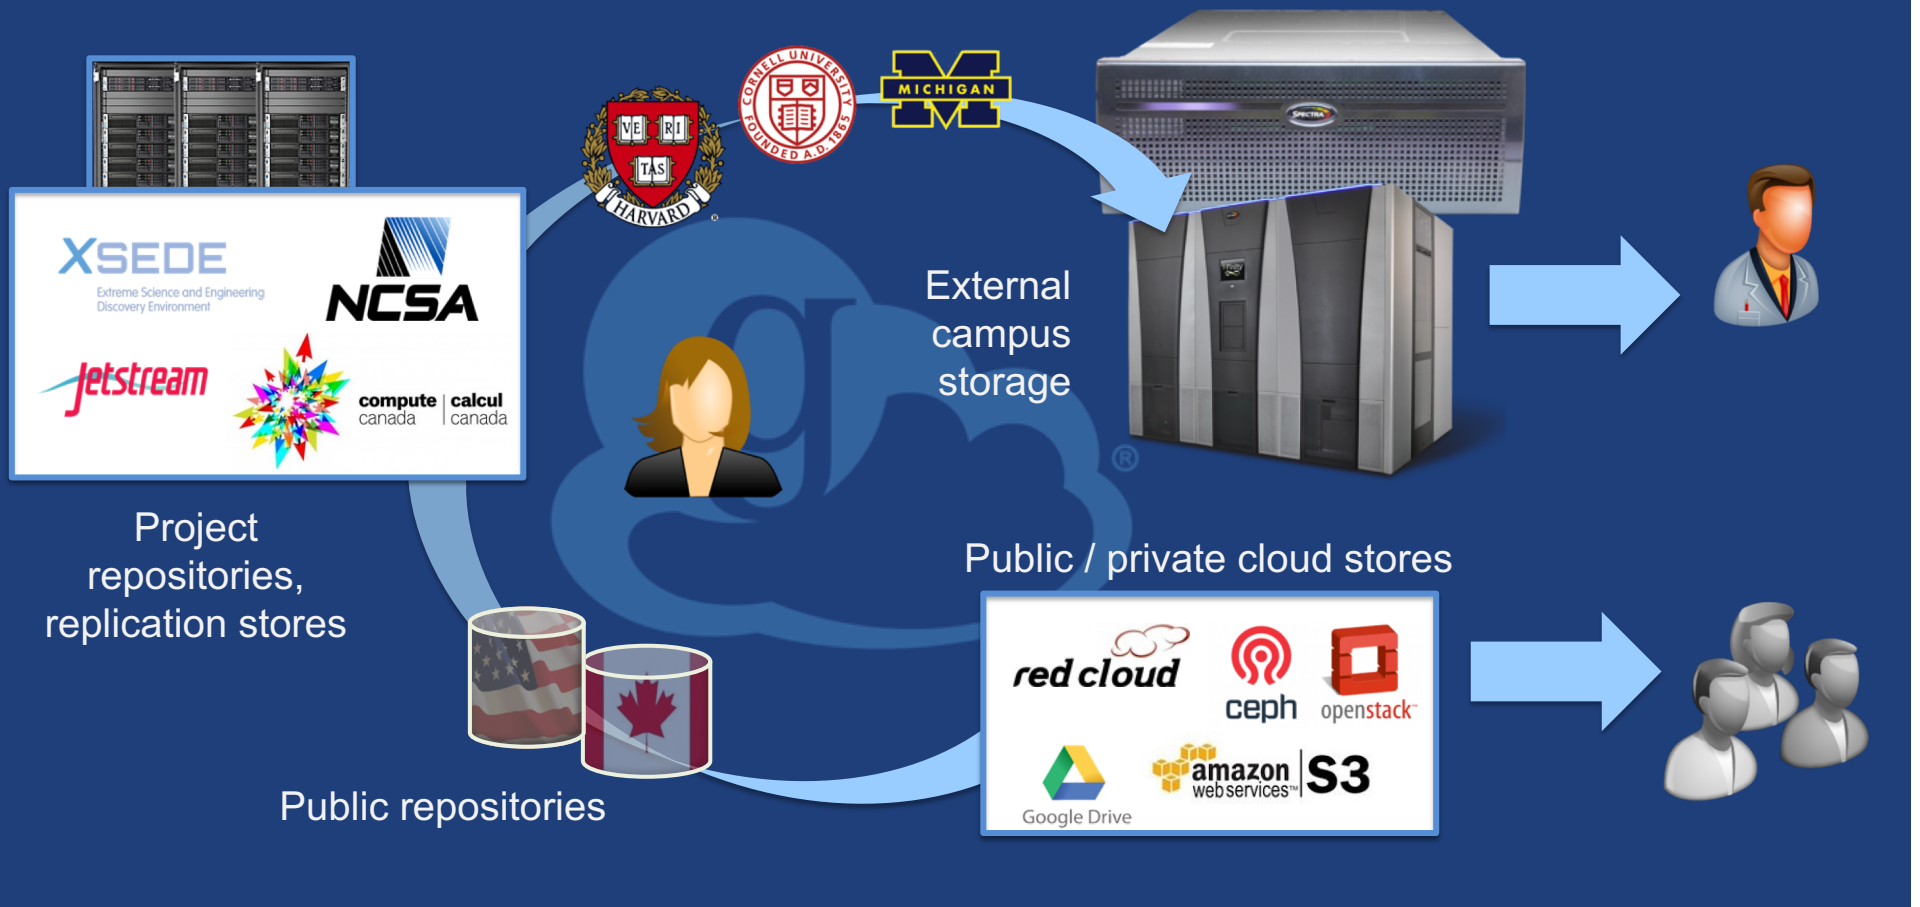 VE RI
TAS
HARVARD
®
CORNELL UNIVERSITY
FOUNDED A.D. 1865
MICHIGAN
SPECTRA
XSEDE
Extreme Science and Engineering
Discovery Environment
NCSA
Jetstream
compute | calcul
canada | canada
Project
repositories,
replication stores
g
®
External
campus
storage
Public repositories
Public / private cloud stores
red cloud
ceph
openstack™
Google Drive
amazon
web services™
S3